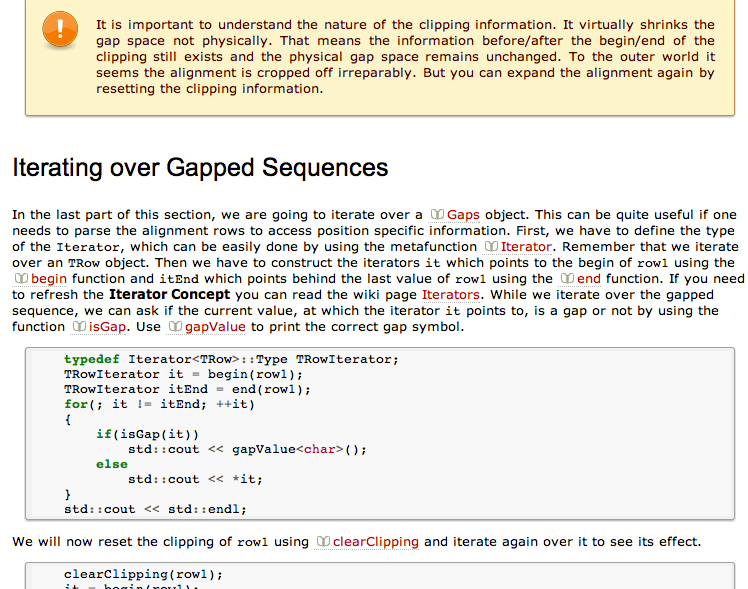 It is important to understand the nature of the clipping information. It virtually shrinks the
gap space not physically. That means the information before/after the begin/end of the
clipping still exists and the physical gap space remains unchanged. To the outer world it
seems the alignment is cropped off irreparably. But you can expand the alignment again by
resetting the clipping information.
Iterating over Gapped Sequences
In the last part of this section, we are going to iterate over a Gaps object. This can be quite useful if one
needs to parse the alignment rows to access position specific information. First, we have to define the type
of the Iterator, which can be easily done by using the metafunction Iterator. Remember that we iterate
over an TRow object. Then we have to construct the iterators it which points to the begin of row1 using the
begin function and itEnd which points behind the last value of row1 using the end function. If you need
to refresh the Iterator Concept you can read the wiki page Iterators. While we iterate over the gapped
sequence, we can ask if the current value, at which the iterator it points to, is a gap or not by using the
function isGap. Use gapValue to print the correct gap symbol.
typedef Iterator<TRow>::Type TRowIterator;
TRowIterator it = begin(row1);
TRowIterator itEnd = end(row1);
for(; it != itEnd; ++it)
{
if(isGap(it))
std::cout << gapValue<char>();
else
std::cout << *it;
}
std::cout << std::endl;
We will now reset the clipping of row1 using clearClipping and iterate again over it to see its effect.
clearClipping(row1);
it = begin(row1);